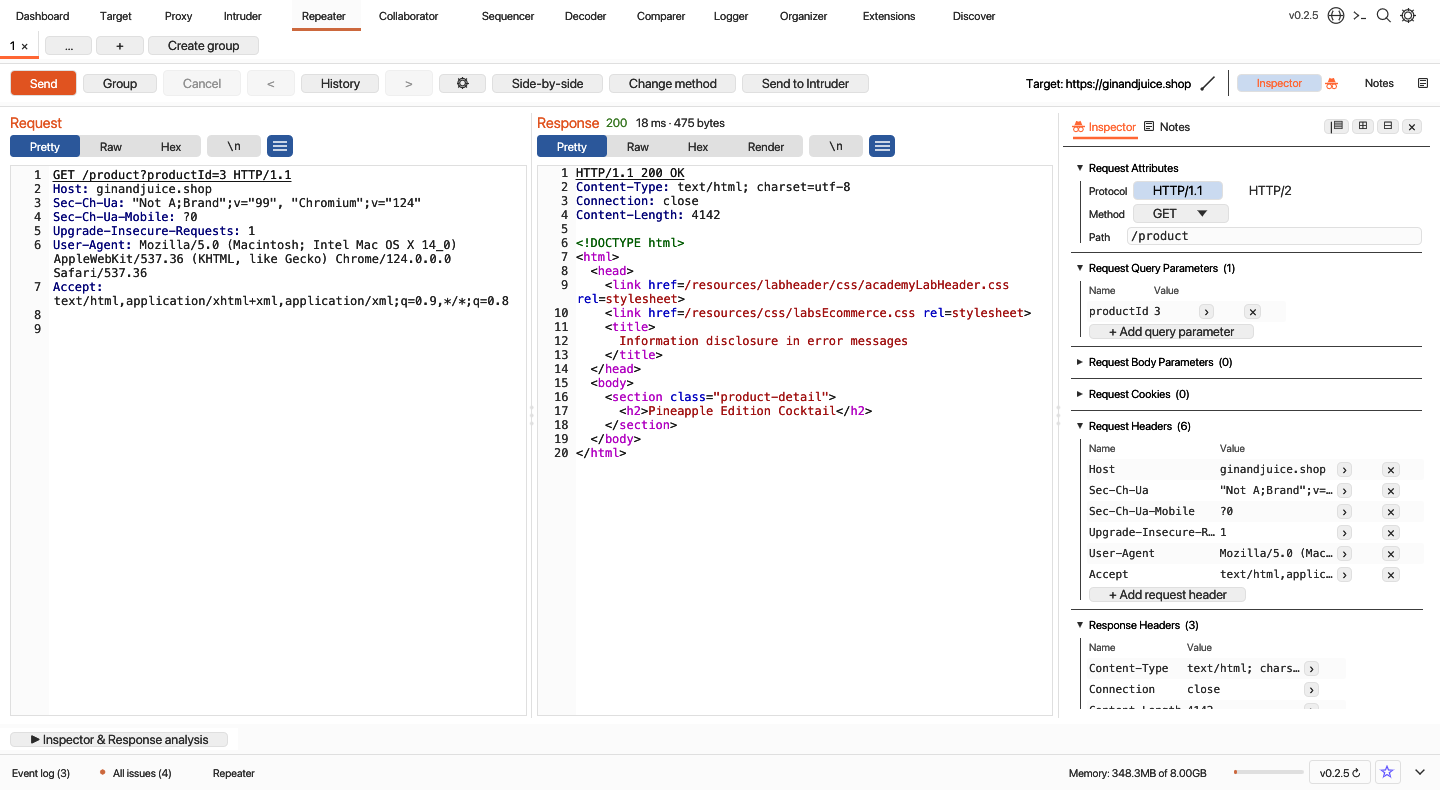 Dashboard Target Proxy Intruder Repeater Collaborator Sequencer Decoder Comparer Logger Organizer Extensions Discover v0.2.5
1 × ... + Create group
Send Group Cancel < History > Side-by-side Change method Send to Intruder Target: https://ginandjuice.shop Inspector Notes
Request
Pretty Raw Hex \n
1 GET /product?productId=3 HTTP/1.1
2 Host: ginandjuice.shop
3 Sec-Ch-Ua: "Not A;Brand";v="99", "Chromium";v="124"
4 Sec-Ch-Ua-Mobile: ?0
5 Upgrade-Insecure-Requests: 1
6 User-Agent: Mozilla/5.0 (Macintosh; Intel Mac OS X 14_0)
AppleWebKit/537.36 (KHTML, like Gecko) Chrome/124.0.0.0
Safari/537.36
7 Accept:
text/html,application/xhtml+xml,application/xml;q=0.9,*/*;q=0.8
8
9
Response 200 18 ms · 475 bytes
Pretty Raw Hex Render \n
1 HTTP/1.1 200 OK
2 Content-Type: text/html; charset=utf-8
3 Connection: close
4 Content-Length: 4142
5
6 <!DOCTYPE html>
7 <html>
8 <head>
9 <link href=/resources/labheader/css/academyLabHeader.css
rel=stylesheet>
10 <link href=/resources/css/labsEcommerce.css rel=stylesheet>
11 <title>
12 Information disclosure in error messages
13 </title>
14 </head>
15 <body>
16 <section class="product-detail">
17 <h2>Pineapple Edition Cocktail</h2>
18 </section>
19 </body>
20 </html>
Inspector Notes
▼ Request Attributes
Protocol HTTP/1.1 HTTP/2
Method GET ▼
Path /product
▼ Request Query Parameters (1)
Name Value
productId 3 › ×
+ Add query parameter
▶ Request Body Parameters (0)
▶ Request Cookies (0)
▼ Request Headers (6)
Name Value
Host ginandjuice.shop › ×
Sec-Ch-Ua "Not A;Brand";v=… › ×
Sec-Ch-Ua-Mobile ?0 › ×
Upgrade-Insecure-R… 1 › ×
User-Agent Mozilla/5.0 (Mac… › ×
Accept text/html,applic… › ×
+ Add request header
▼ Response Headers (3)
Name Value
Content-Type text/html; chars… ›
Connection close ›
Content-Length 4142
▶ Inspector & Response analysis
Event log (3) All issues (4) Repeater Memory: 348.3MB of 8.00GB v0.2.5